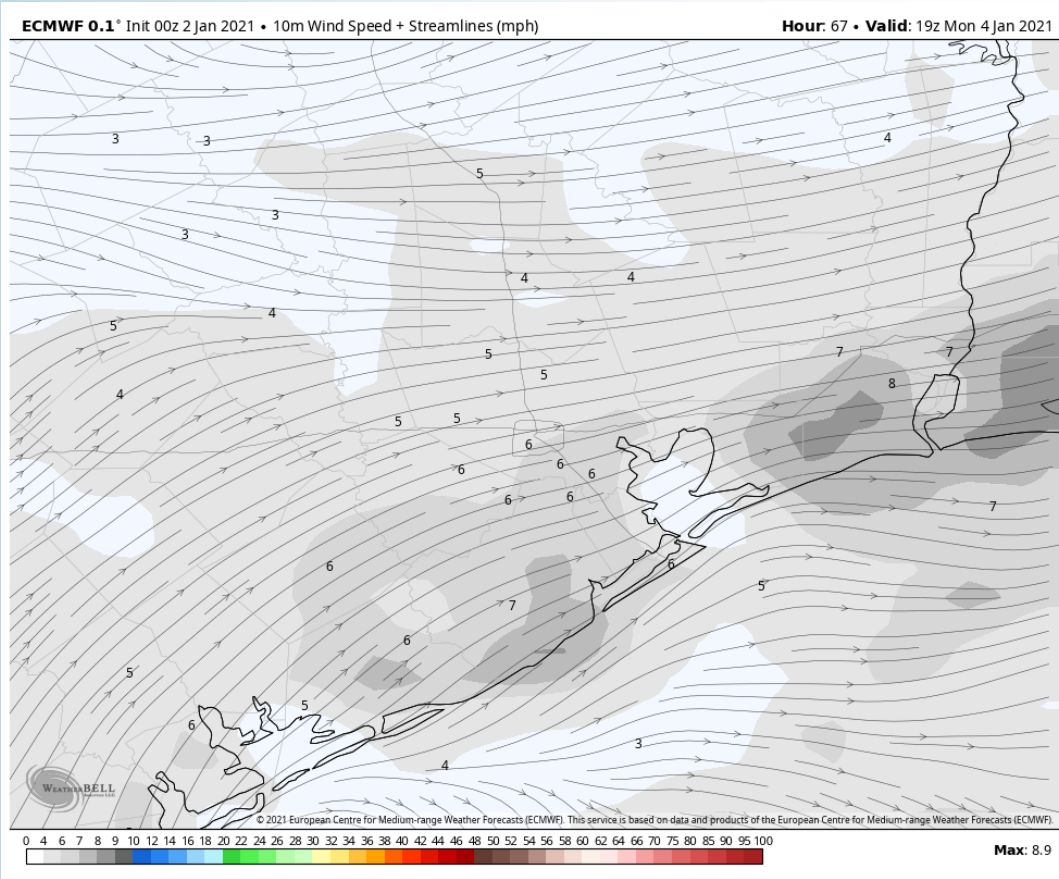 ECMWF 0.1° Init 00z 2 Jan 2021 • 10m Wind Speed + Streamlines (mph) Hour: 67 • Valid: 19z Mon 4 Jan 2021
3 3 4
5
3
3
4 4
4
5 7 7
5
5 8
4
5 5
6
6 6
6
6 6 7
6 6
5
7
6
5
5
6
3
4
WEATHERBELL
© 2021 European Centre for Medium-range Weather Forecasts (ECMWF). This service is based on data and products of the European Centre for Medium-range Weather Forecasts (ECMWF).
0 4 6 7 8 9 10 12 14 16 18 20 22 24 26 28 30 32 34 36 38 40 42 44 46 48 50 52 54 56 58 60 62 64 66 70 75 80 85 90 95 100
Max: 8.9